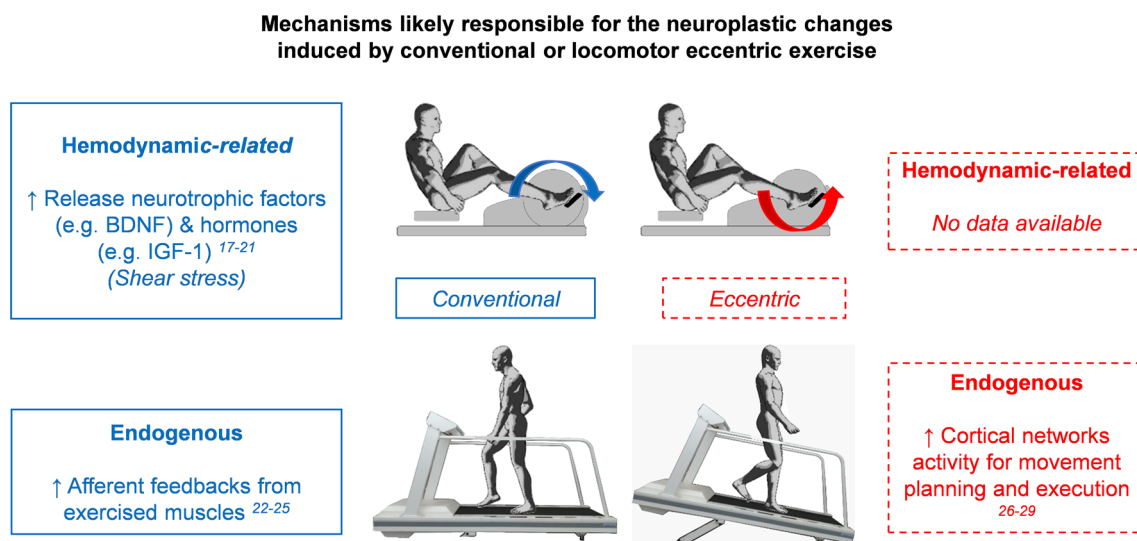 Mechanisms likely responsible for the neuroplastic changes
induced by conventional or locomotor eccentric exercise
Hemodynamic-related
↑ Release neurotrophic factors
(e.g. BDNF) & hormones
(e.g. IGF-1) 17-21
(Shear stress)
Hemodynamic-related
No data available
Conventional
Eccentric
Endogenous
↑ Afferent feedbacks from
exercised muscles 22-25
Endogenous
↑ Cortical networks
activity for movement
planning and execution
26-29